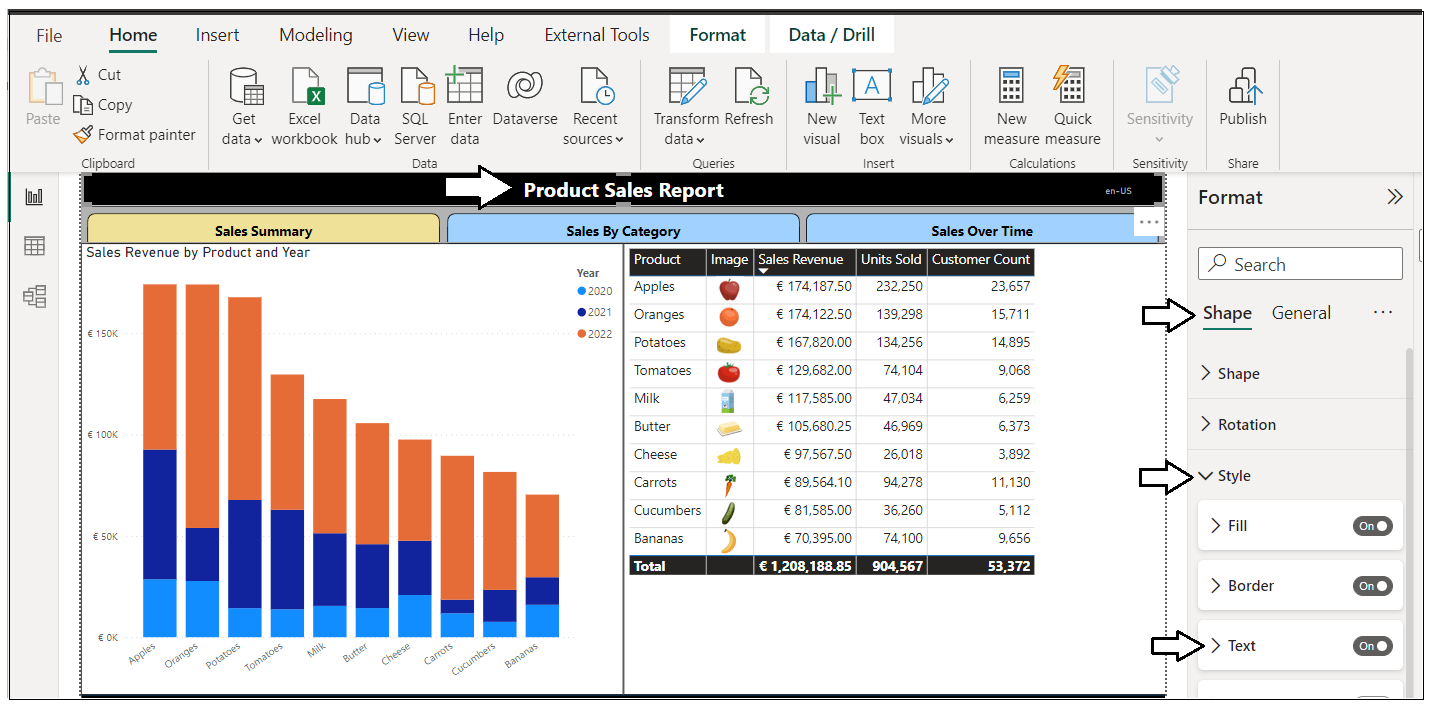 File Home Insert Modeling View Help External Tools Format Data / Drill
Paste
Cut
Copy
Format painter
Clipboard
Get data
Excel workbook
Data hub
SQL Server
Enter data
Dataverse
Recent sources
Data
Transform data
Refresh
Queries
New visual
Text box
More visuals
Insert
New measure
Quick measure
Calculations
Sensitivity
Sensitivity
Publish
Share
Product Sales Report
en-US
Sales Summary
Sales By Category
Sales Over Time
Sales Revenue by Product and Year
Year
2020
2021
2022
€ 150K
€ 100K
€ 50K
€ 0K
Apples Oranges Potatoes Tomatoes Milk Butter Cheese Carrots Cucumbers Bananas
Product Image Sales Revenue Units Sold Customer Count
Apples € 174,187.50 232,250 23,657
Oranges € 174,122.50 139,298 15,711
Potatoes € 167,820.00 134,256 14,895
Tomatoes € 129,682.00 74,104 9,068
Milk € 117,585.00 47,034 6,259
Butter € 105,680.25 46,969 6,373
Cheese € 97,567.50 26,018 3,892
Carrots € 89,564.10 94,278 11,130
Cucumbers € 81,585.00 36,260 5,112
Bananas € 70,395.00 74,100 9,656
Total € 1,208,188.85 904,567 53,372
Format
Search
Shape General
Shape
Rotation
Style
Fill On
Border On
Text On